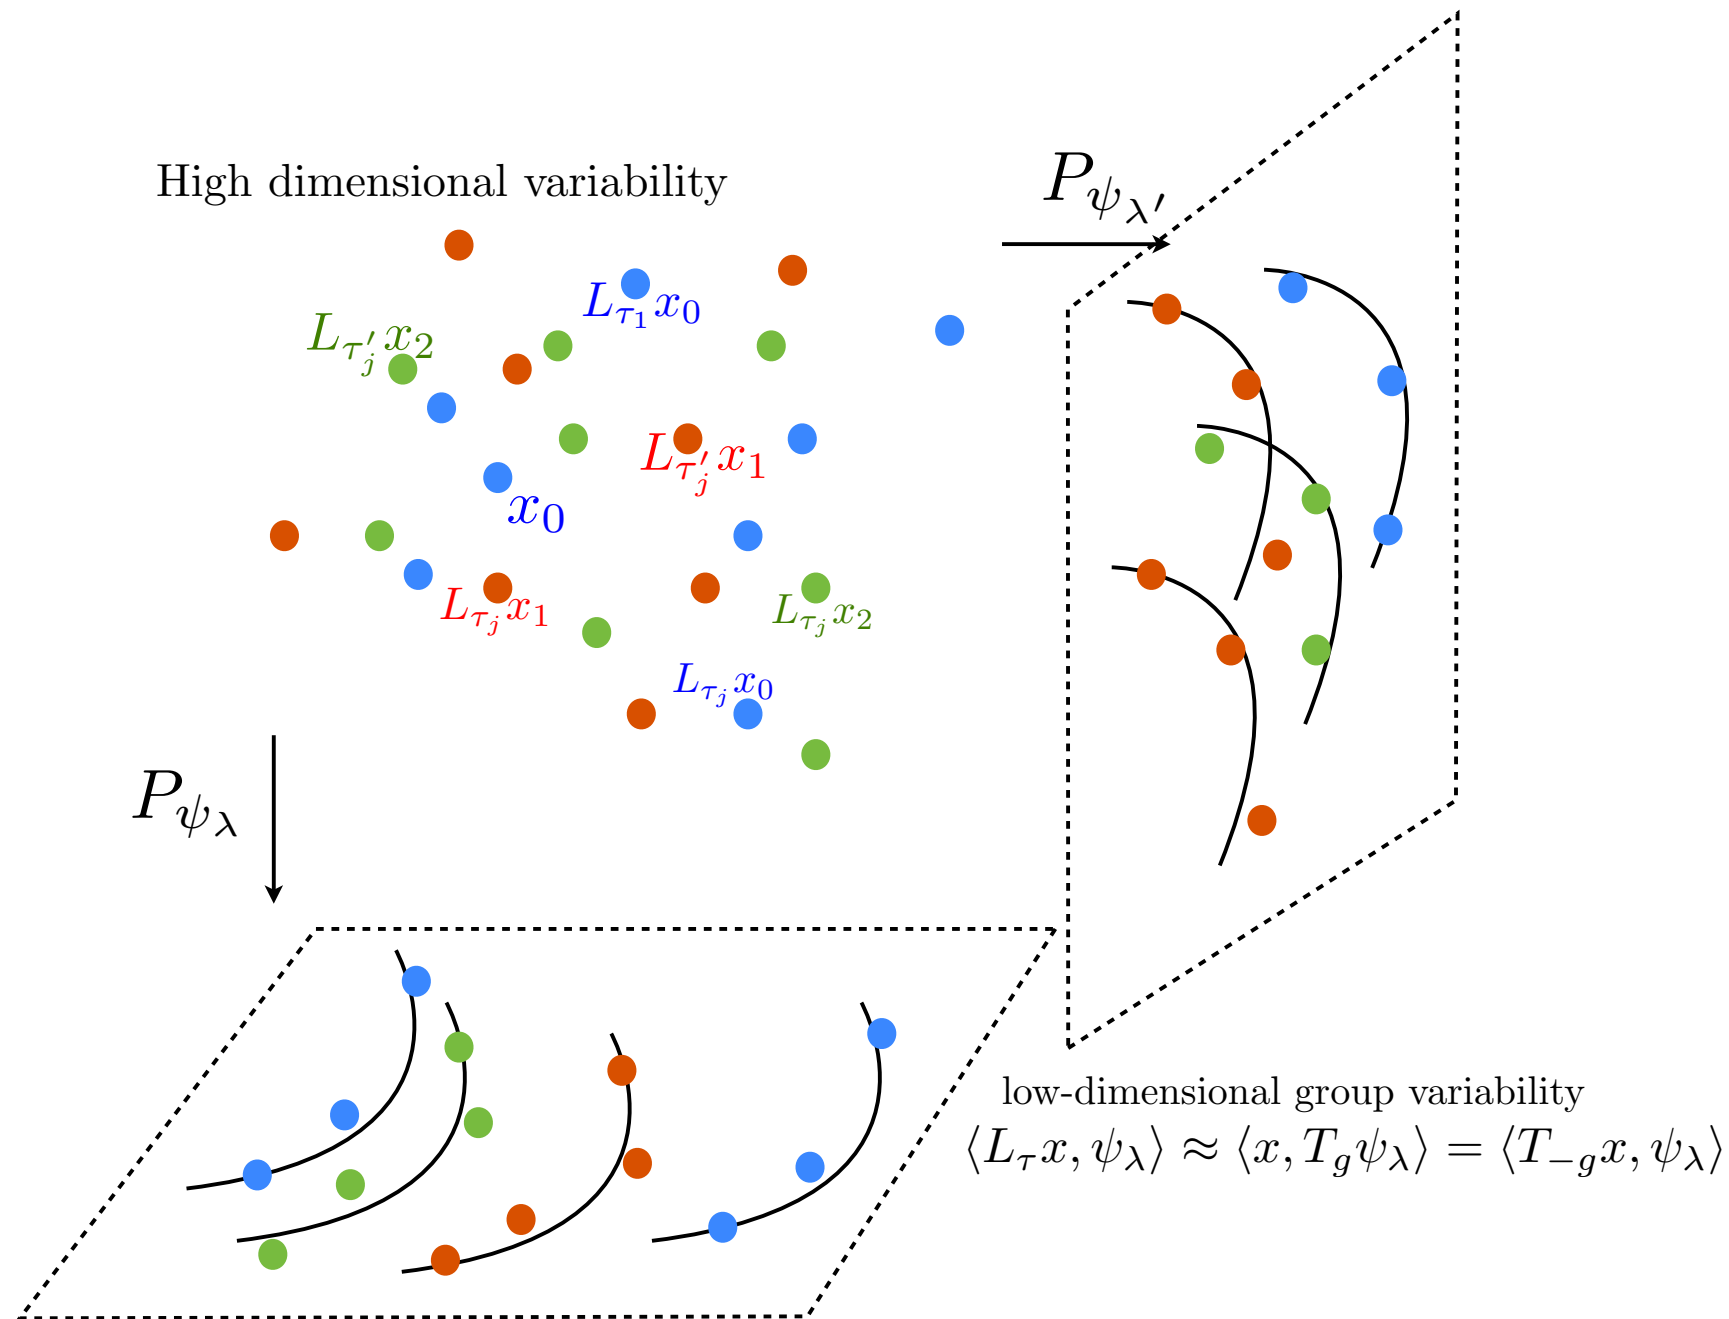 High dimensional variability
P_{ψ_{λ'}}
L_{τ_1} x_0
L_{τ'_j} x_2
L_{τ'_j} x_1
x_0
L_{τ_j} x_1
L_{τ_j} x_2
L_{τ_j} x_0
P_{ψ_λ}
low-dimensional group variability
⟨L_τ x, ψ_λ⟩ ≈ ⟨x, T_g ψ_λ⟩ = ⟨T_{-g} x, ψ_λ⟩